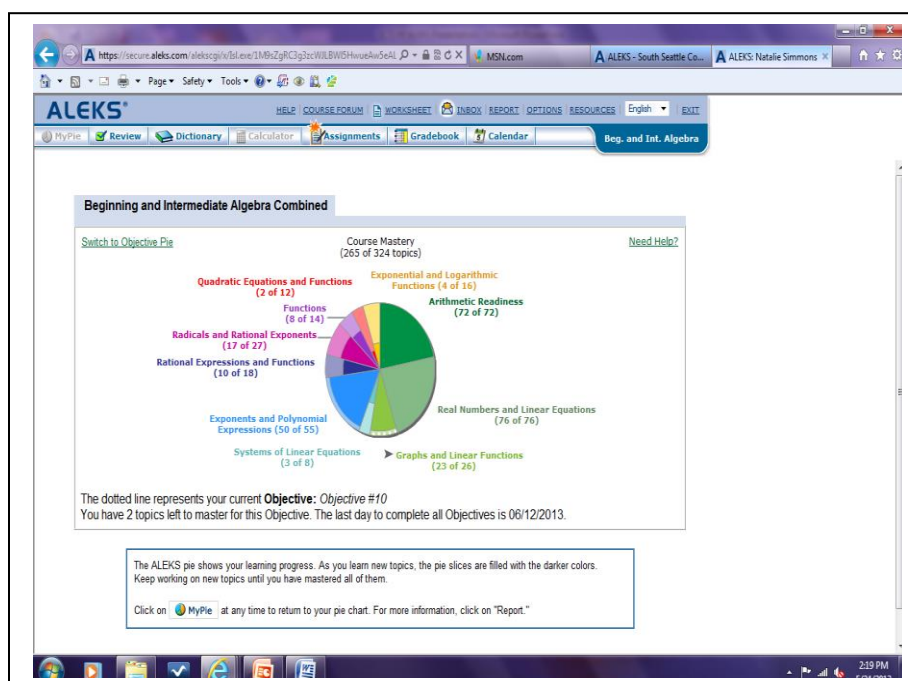 https://secure.aleks.com/alekscgi/x/Isl.exe/
MSN.com
ALEKS - South Seattle Co...
ALEKS: Natalie Simmons
Page Safety Tools
ALEKS®
HELP COURSE FORUM WORKSHEET INBOX REPORT OPTIONS RESOURCES English EXIT
MyPie Review Dictionary Calculator Assignments Gradebook Calendar
Beg. and Int. Algebra
Beginning and Intermediate Algebra Combined
Switch to Objective Pie
Course Mastery
(265 of 324 topics)
Need Help?
Exponential and Logarithmic
Functions (4 of 16)
Quadratic Equations and Functions
(2 of 12)
Arithmetic Readiness
(72 of 72)
Functions
(8 of 14)
Radicals and Rational Exponents
(17 of 27)
Rational Expressions and Functions
(10 of 18)
Real Numbers and Linear Equations
(76 of 76)
Exponents and Polynomial
Expressions (50 of 55)
Systems of Linear Equations
(3 of 8)
Graphs and Linear Functions
(23 of 26)
The dotted line represents your current Objective: Objective #10
You have 2 topics left to master for this Objective. The last day to complete all Objectives is 06/12/2013.
The ALEKS pie shows your learning progress. As you learn new topics, the pie slices are filled with the darker colors.
Keep working on new topics until you have mastered all of them.
Click on MyPie at any time to return to your pie chart. For more information, click on "Report."
2:19 PM